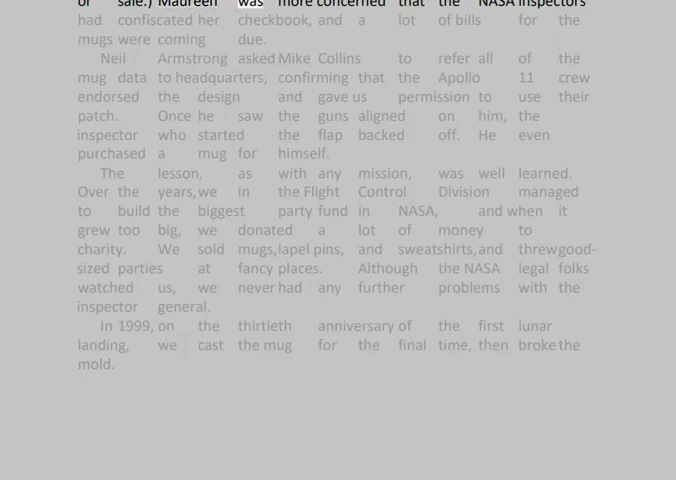 or sale.) Maureen was more concerned that the NASA inspectors
had confiscated her checkbook, and a lot of bills for the
mugs were coming due.
Neil Armstrong asked Mike Collins to refer all of the
mug data to headquarters, confirming that the Apollo 11 crew
endorsed the design and gave us permission to use their
patch. Once he saw the guns aligned on him, the
inspector who started the flap backed off. He even
purchased a mug for himself.
The lesson, as with any mission, was well learned.
Over the years, we in the Flight Control Division managed
to build the biggest party fund in NASA, and when it
grew too big, we donated a lot of money to
charity. We sold mugs, lapel pins, and sweatshirts, and threw good-
sized parties at fancy places. Although the NASA legal folks
watched us, we never had any further problems with the
inspector general.
In 1999, on the thirtieth anniversary of the first lunar
landing, we cast the mug for the final time, then broke the
mold.